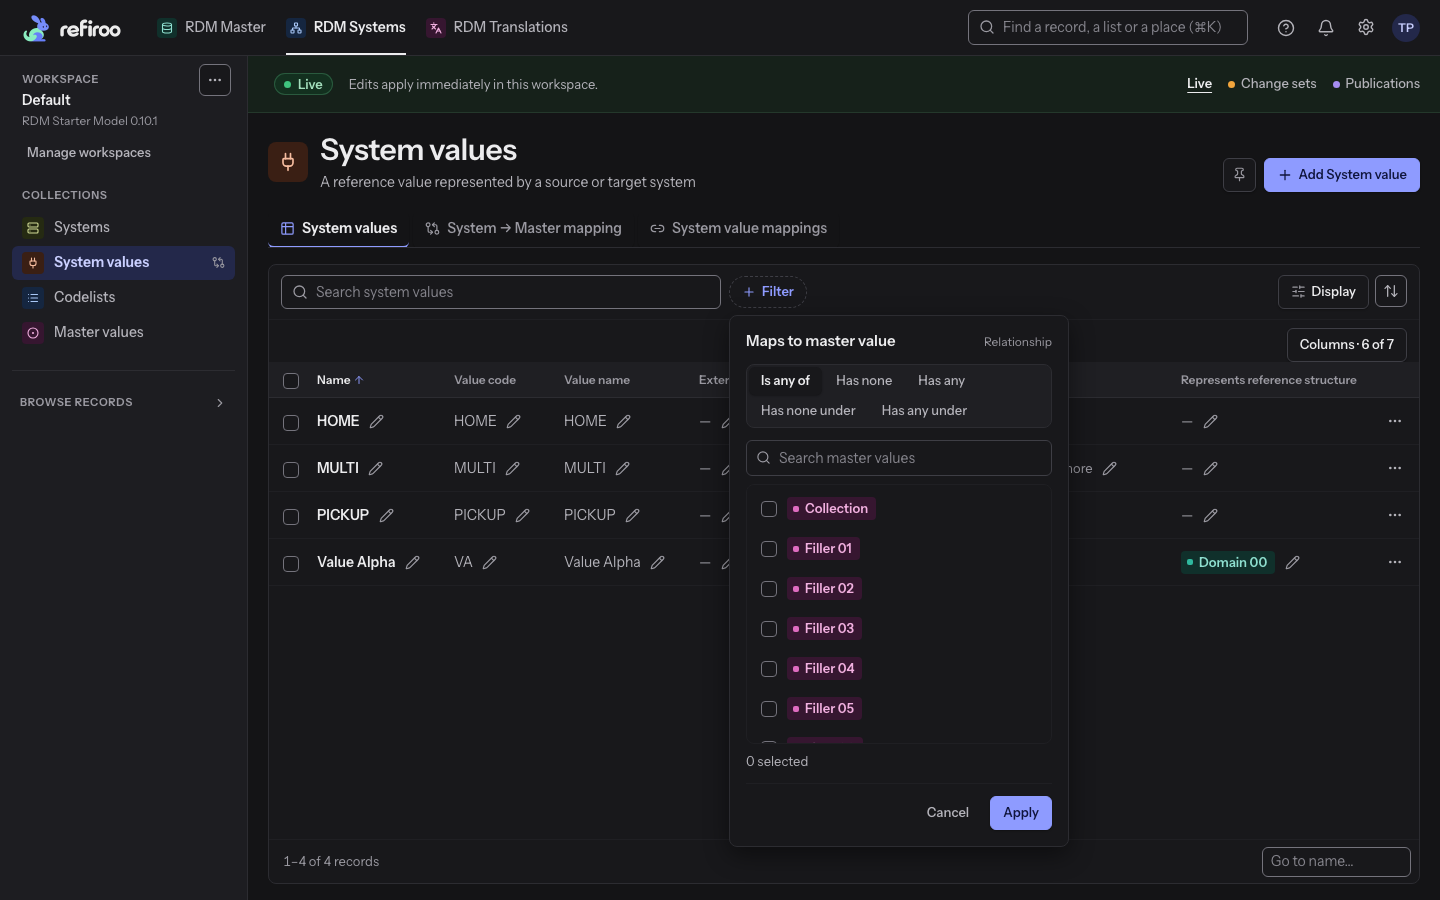 refiroo
RDM Master
RDM Systems
RDM Translations
Find a record, a list or a place (⌘K)
TP
WORKSPACE
Default
RDM Starter Model 0.10.1
Manage workspaces
COLLECTIONS
Systems
System values
Codelists
Master values
BROWSE RECORDS
Live
Edits apply immediately in this workspace.
Live
Change sets
Publications
System values
A reference value represented by a source or target system
Add System value
System values
System → Master mapping
System value mappings
Search system values
+ Filter
Display
Columns · 6 of 7
Name ↑
Value code
Value name
Exter
Represents reference structure
HOME
HOME
HOME
—
—
MULTI
MULTI
MULTI
—
more
—
PICKUP
PICKUP
PICKUP
—
—
Value Alpha
VA
Value Alpha
—
Domain 00
Maps to master value
Relationship
Is any of
Has none
Has any
Has none under
Has any under
Search master values
Collection
Filler 01
Filler 02
Filler 03
Filler 04
Filler 05
0 selected
Cancel
Apply
1–4 of 4 records
Go to name...